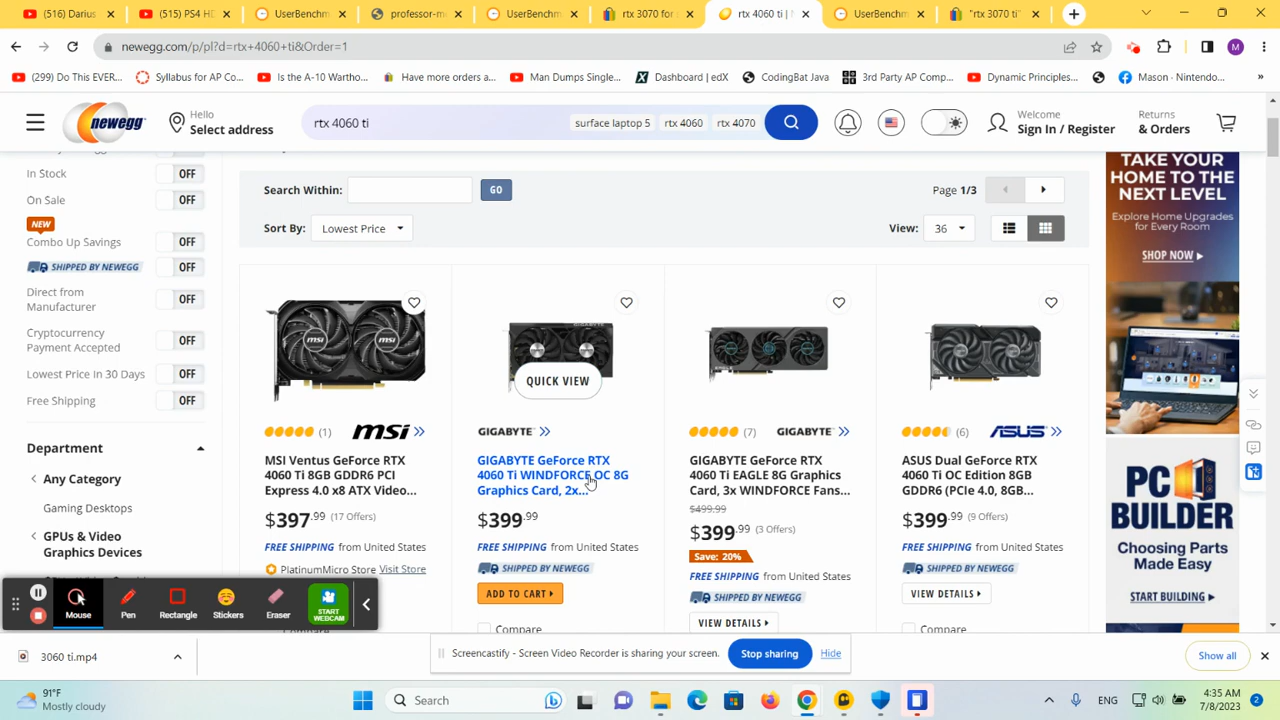 (516) Darius
(515) PS4 HD
UserBenchm
professor-me
UserBenchm
rtx 3070 for s
rtx 4060 ti | N
UserBenchm
"rtx 3070 ti"
newegg.com/p/pl?d=rtx+4060+ti&Order=1
M
(299) Do This EVER...
Syllabus for AP Co...
Is the A-10 Wartho...
Have more orders a...
Man Dumps Single...
Dashboard | eoX
CodingBat Java
3rd Party AP Comp...
Dynamic Principles...
Mason - Nintendo...
»
newegg
Hello
Select address
rtx 4060 ti
surface laptop 5
rtx 4060
rtx 4070
Welcome
Sign In / Register
Returns
& Orders
In Stock
OFF
On Sale
OFF
NEW
Combo Up Savings
OFF
SHIPPED BY NEWEGG
OFF
Direct from
Manufacturer
OFF
Cryptocurrency
Payment Accepted
OFF
Lowest Price in 30 Days
OFF
Free Shipping
OFF
Department
Any Category
Gaming Desktops
GPUs & Video
Graphics Devices
Search Within:
GO
Page 1/3
Sort By:
Lowest Price
View:
36
msi
(1)
msi
MSI Ventus GeForce RTX
4060 Ti 8GB GDDR6 PCI
Express 4.0 x8 ATX Video...
$397.99 (17 Offers)
FREE SHIPPING from United States
PlatinumMicro Store Visit Store
Compare
GIGABYTE
QUICK VIEW
GIGABYTE
GIGABYTE GeForce RTX
4060 Ti WINDFORCE OC 8G
Graphics Card, 2x...
$399.99
FREE SHIPPING from United States
SHIPPED BY NEWEGG
ADD TO CART
Compare
(7)
GIGABYTE
GIGABYTE GeForce RTX
4060 Ti EAGLE 8G Graphics
Card, 3x WINDFORCE Fans...
$499.99
$399.99 (3 Offers)
Save: 20%
FREE SHIPPING from United States
SHIPPED BY NEWEGG
VIEW DETAILS
(6)
ASUS
ASUS Dual GeForce RTX
4060 Ti OC Edition 8GB
GDDR6 (PCIe 4.0, 8GB...
$399.99 (9 Offers)
FREE SHIPPING from United States
SHIPPED BY NEWEGG
VIEW DETAILS
Compare
TAKE YOUR
HOME TO THE
NEXT LEVEL
Explore Home Upgrades
for Every Room
SHOP NOW
PC
BUILDER
Choosing Parts
Made Easy
START BUILDING
Mouse
Pen
Rectangle
Stickers
Eraser
START
WEBCAM
3060 ti.mp4
Screencastify - Screen Video Recorder is sharing your screen.
Stop sharing
Hide
Show all
91°F
Mostly cloudy
Search
ENG
4:35 AM
7/8/2023
2